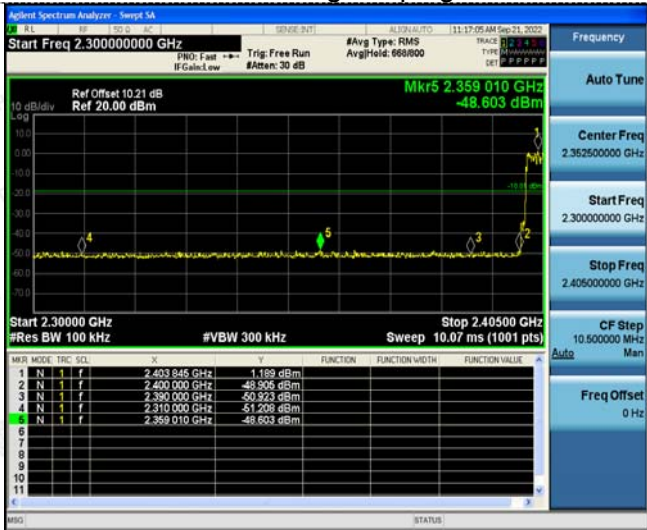 Agilent Spectrum Analyzer - Swept SA
RL RF 50 Ω AC SENSE:INT ALIGNAUTO 11:17:05 AM Sep 21, 2022
Start Freq 2.300000000 GHz
PNO: Fast
IFGain:Low
Trig: Free Run
#Atten: 30 dB
#Avg Type: RMS
Avg|Hold: 668/800
TRACE 1 2 3 4 5 6
TYPE
DET P P P P P P
Frequency
Mkr5 2.359 010 GHz
-48.603 dBm
Ref Offset 10.21 dB
10 dB/div Ref 20.00 dBm
Log
10.0
0.00
-10.0
-20.0
-30.0
-40.0
-50.0
-60.0
-70.0
1
2
3
4
5
Start 2.30000 GHz
Stop 2.40500 GHz
#Res BW 100 kHz
#VBW 300 kHz
Sweep 10.07 ms (1001 pts)
MKR MODE TRC SCL X Y FUNCTION FUNCTION WIDTH FUNCTION VALUE
1 N 1 f 2.403 845 GHz 1.189 dBm
2 N 1 f 2.400 000 GHz -48.905 dBm
3 N 1 f 2.390 000 GHz -50.923 dBm
4 N 1 f 2.310 000 GHz -51.208 dBm
5 N 1 f 2.359 010 GHz -48.603 dBm
6
7
8
9
10
11
MSG
STATUS
Auto Tune
Center Freq
2.352500000 GHz
Start Freq
2.300000000 GHz
Stop Freq
2.405000000 GHz
CF Step
10.500000 MHz
Auto Man
Freq Offset
0 Hz